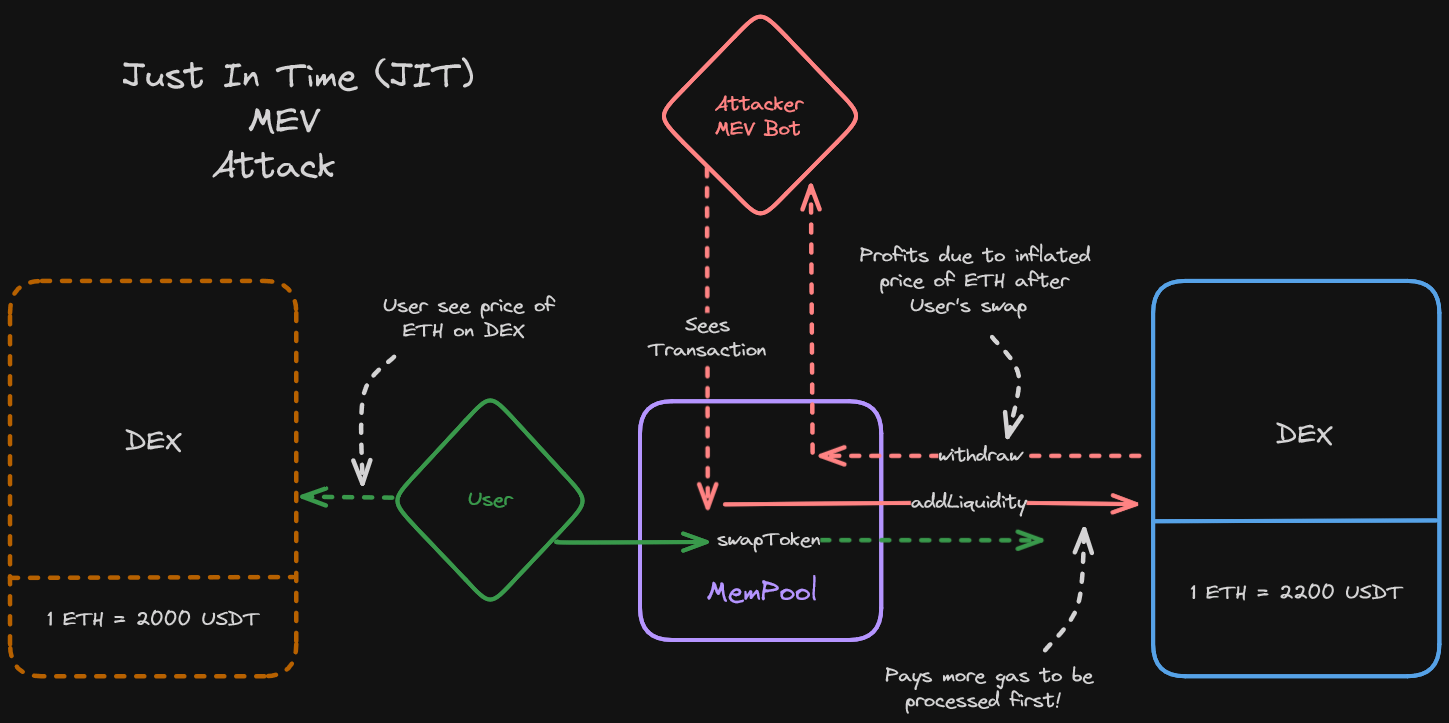 Just In Time (JIT)
MEV
Attack
Attacker
MEV Bot
Profits due to inflated
price of ETH after
User's swap
User see price of
ETH on DEX
Sees
Transaction
DEX
1 ETH = 2000 USDT
User
withdraw
addLiquidity
swapToken
MemPool
DEX
1 ETH = 2200 USDT
Pays more gas to be
processed first!